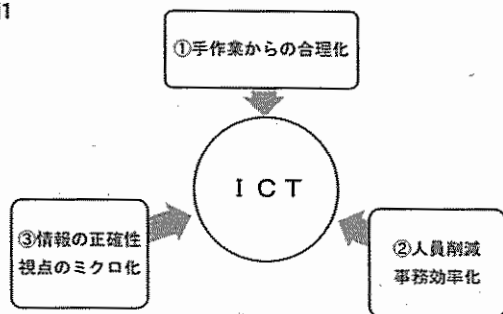 ①手作業からの合理化
ICT
③情報の正確性
視点のミクロ化
②人員削減
事務効率化